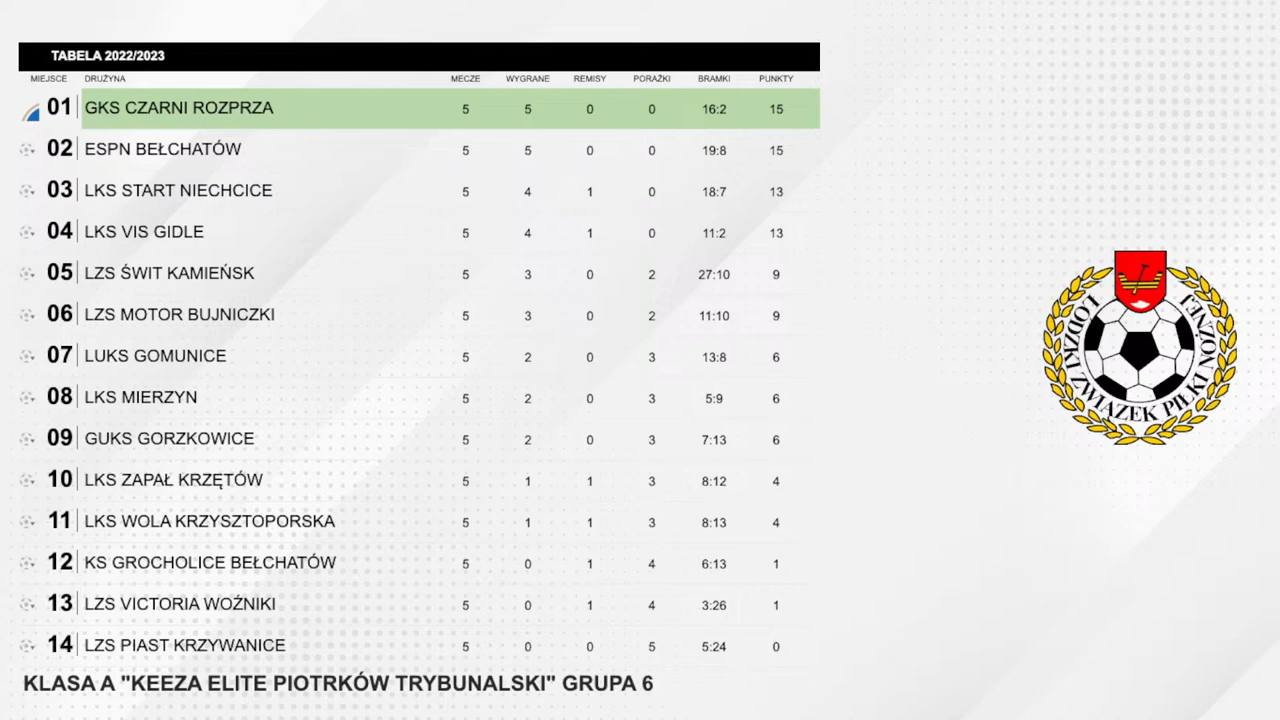 TABELA 2022/2023
MIEJSCE DRUŻYNA MECZE WYGRANE REMISY PORAŻKI BRAMKI PUNKTY
01 GKS CZARNI ROZPRZA 5 5 0 0 16:2 15
02 ESPN BEŁCHATÓW 5 5 0 0 19:8 15
03 LKS START NIECHCICE 5 4 1 0 18:7 13
04 LKS VIS GIDLE 5 4 1 0 11:2 13
05 LZS ŚWIT KAMIEŃSK 5 3 0 2 27:10 9
06 LZS MOTOR BUJNICZKI 5 3 0 2 11:10 9
07 LUKS GOMUNICE 5 2 0 3 13:8 6
08 LKS MIERZYN 5 2 0 3 5:9 6
09 GUKS GORZKOWICE 5 2 0 3 7:13 6
10 LKS ZAPAŁ KRZĘTÓW 5 1 1 3 8:12 4
11 LKS WOLA KRZYSZTOPORSKA 5 1 1 3 8:13 4
12 KS GROCHOLICE BEŁCHATÓW 5 0 1 4 6:13 1
13 LZS VICTORIA WOŹNIKI 5 0 1 4 3:26 1
14 LZS PIAST KRZYWANICE 5 0 0 5 5:24 0
KLASA A "KEEZA ELITE PIOTRKÓW TRYBUNALSKI" GRUPA 6
ŁÓDZKI ZWIĄZEK PIŁKI NOŻNEJ